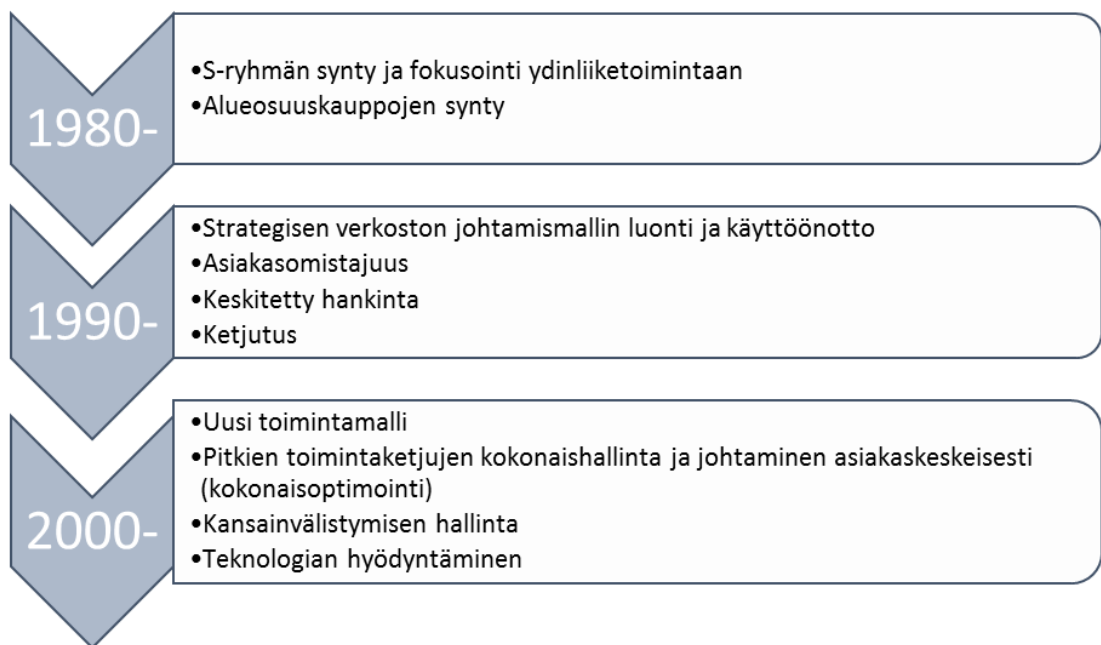 1980-
•S-ryhmän synty ja fokusointi ydinliiketoimintaan
•Alueosuuskauppojen synty
1990-
•Strategisen verkoston johtamismallin luonti ja käyttöönotto
•Asiakasomistajuus
•Keskitetty hankinta
•Ketjutus
2000-
•Uusi toimintamalli
•Pitkien toimintaketjujen kokonaishallinta ja johtaminen asiakaskeskeisesti
(kokonaisoptimointi)
•Kansainvälistymisen hallinta
•Teknologian hyödyntäminen